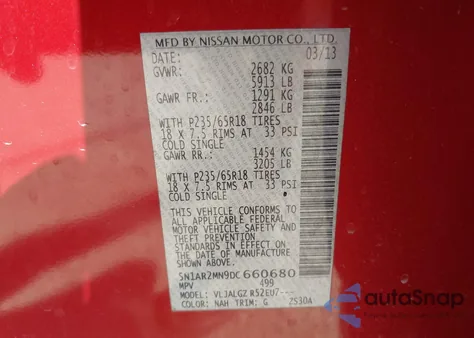 MFD BY NISSAN MOTOR CO., LTD.
DATE: 03/13
GVWR: 2682 KG
5913 LB
GAWR FR.: 1291 KG
2846 LB
WITH P235/65R18 TIRES
18 X 7.5 RIMS AT 33 PSI
COLD SINGLE
GAWR RR.: 1454 KG
3205 LB
WITH P235/65R18 TIRES
18 X 7.5 RIMS AT 33 PSI
COLD SINGLE
THIS VEHICLE CONFORMS TO
ALL APPLICABLE FEDERAL
MOTOR VEHICLE SAFETY AND
THEFT PREVENTION
STANDARDS IN EFFECT ON
THE DATE OF MANUFACTURE
SHOWN ABOVE.
5N1AR2MN9DC660680
MPV 499
MODEL: VLJALGZ R52EU7---
COLOR: NAH TRIM: G ZS30A
autoSnap